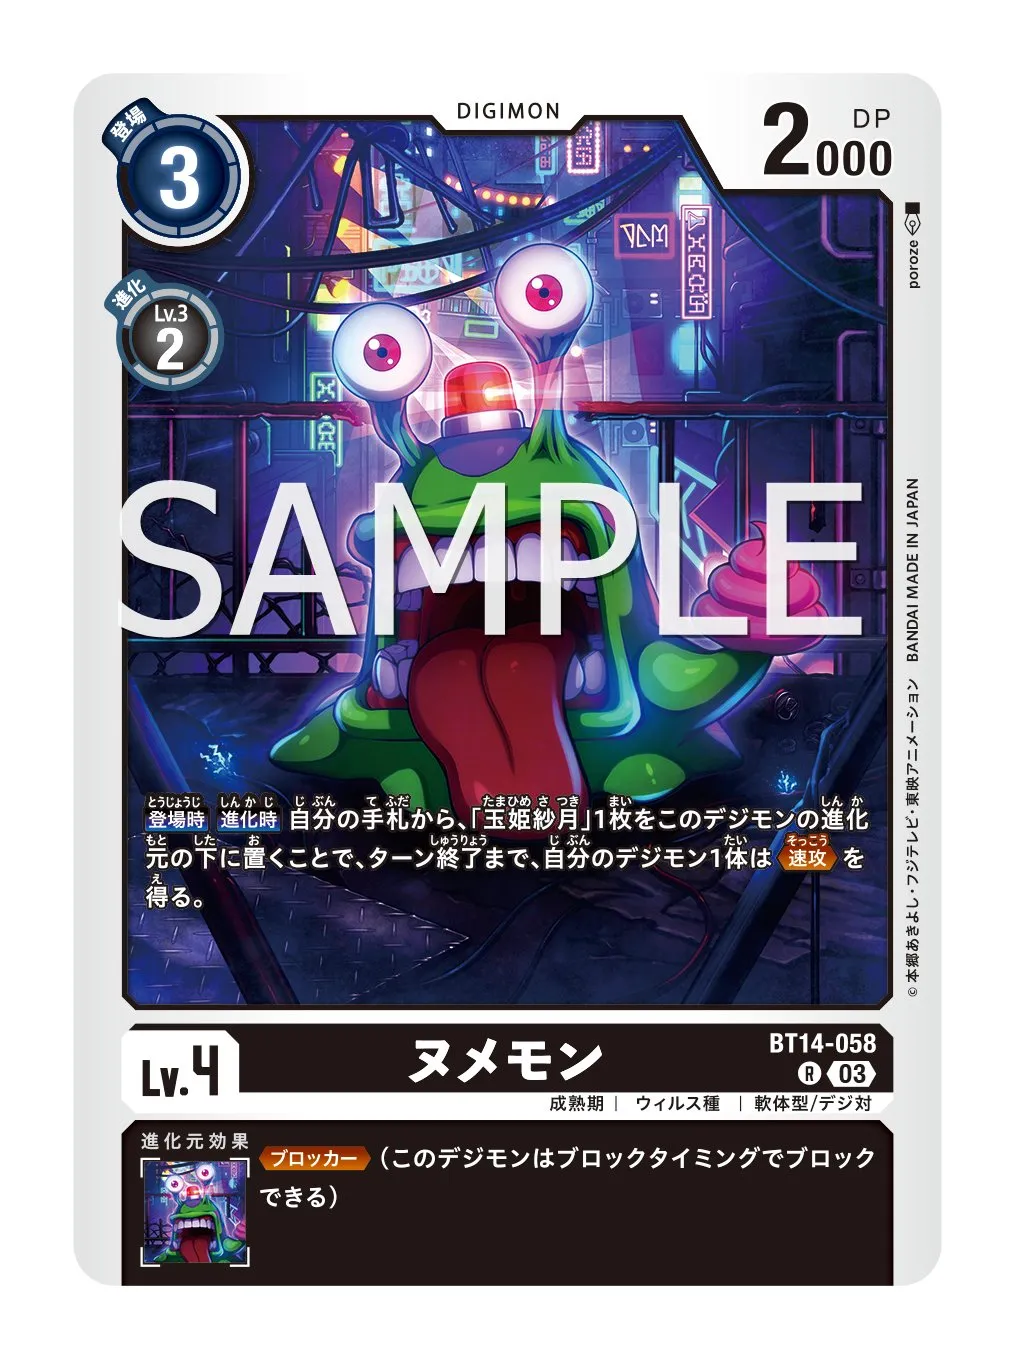 DIGIMON
登場
3
2000
DP
進化
Lv.3
2
poroze
SAMPLE
BANDAI MADE IN JAPAN
©本郷あきよし・フジテレビ・東映アニメーション
登場時 進化時 自分の手札から、「玉姫紗月」1枚をこのデジモンの進化
元の下に置くことで、ターン終了まで、自分のデジモン1体は 速攻 を
得る。
Lv.4
ヌメモン
BT14-058
R 03
成熟期 | ウィルス種 | 軟体型/デジ対
進化元効果
ブロッカー (このデジモンはブロックタイミングでブロック
できる)